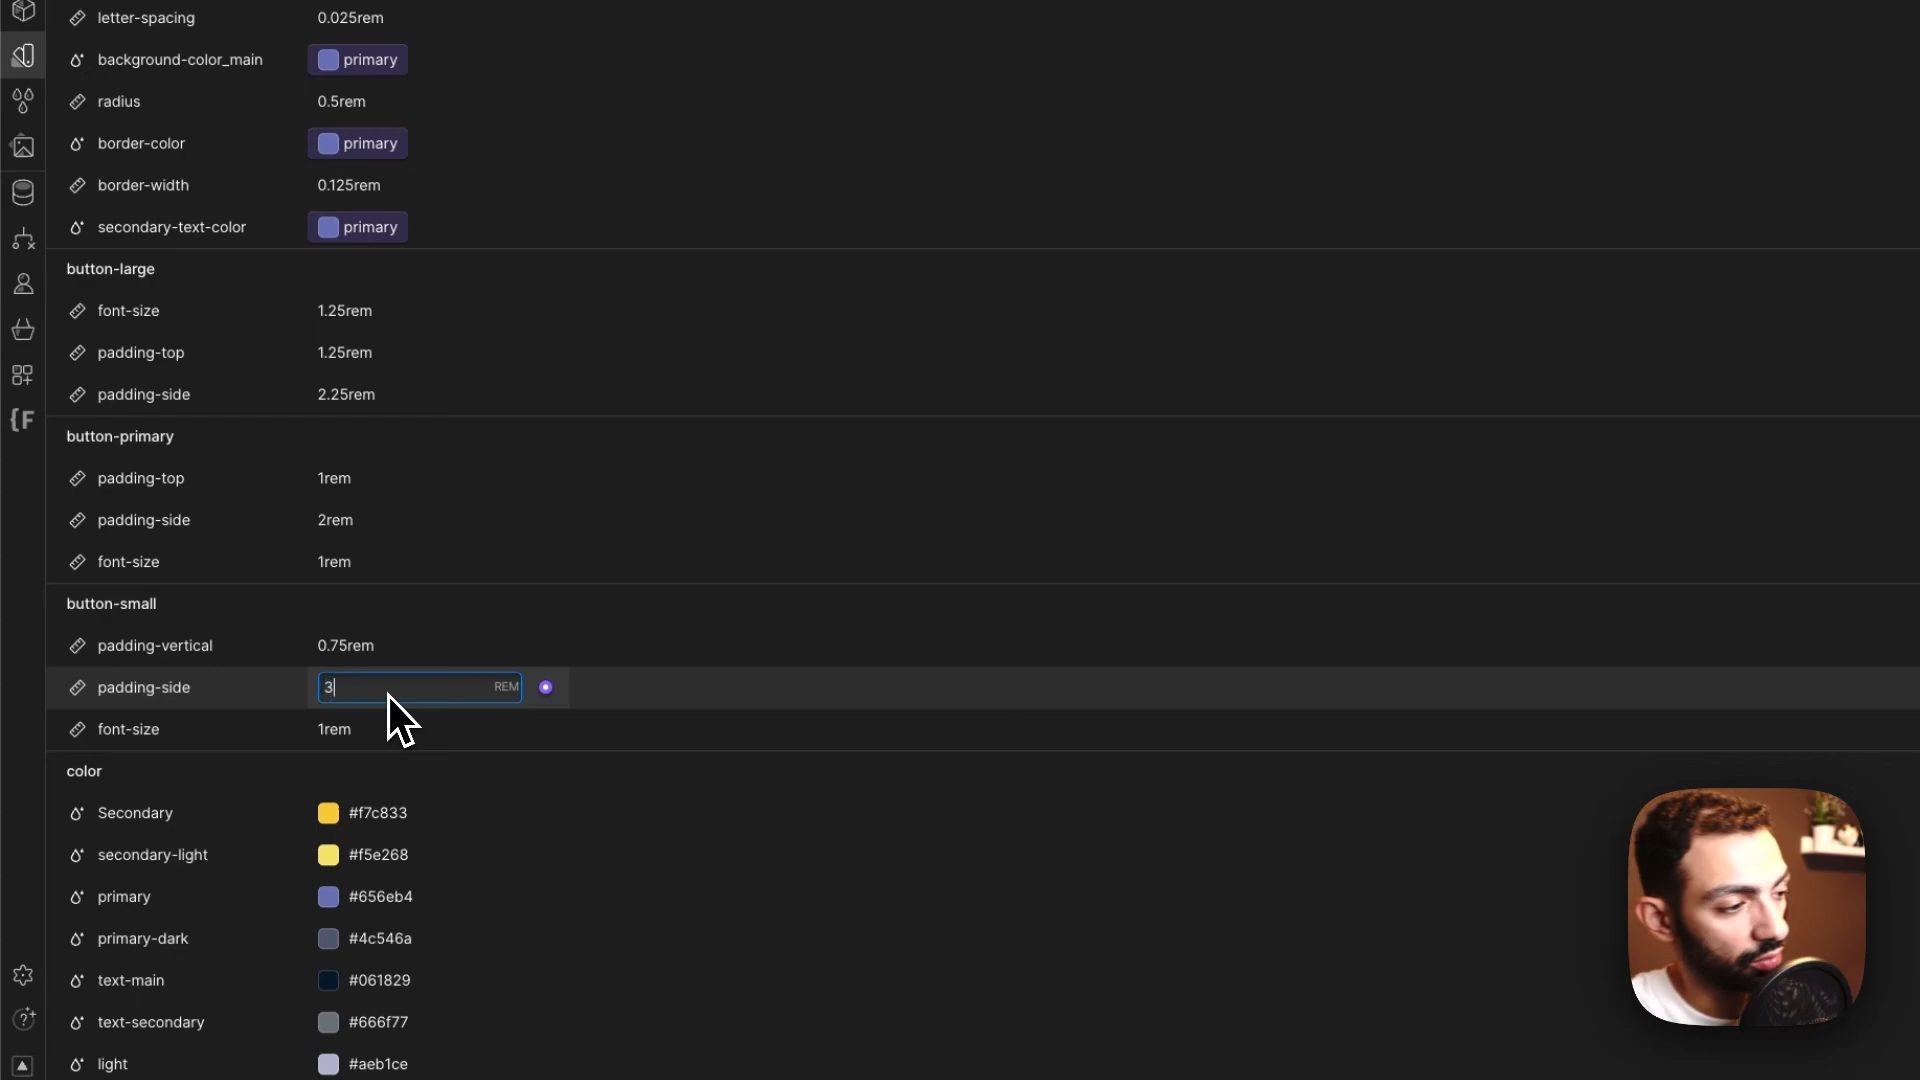 letter-spacing 0.025rem
background-color_main primary
radius 0.5rem
border-color primary
border-width 0.125rem
secondary-text-color primary
button-large
font-size 1.25rem
padding-top 1.25rem
padding-side 2.25rem
{F
button-primary
padding-top 1rem
padding-side 2rem
font-size 1rem
button-small
padding-vertical 0.75rem
padding-side 3 REM
font-size 1rem
color
Secondary #f7c833
secondary-light #f5e268
primary #656eb4
primary-dark #4c546a
text-main #061829
text-secondary #666f77
light #aeb1ce